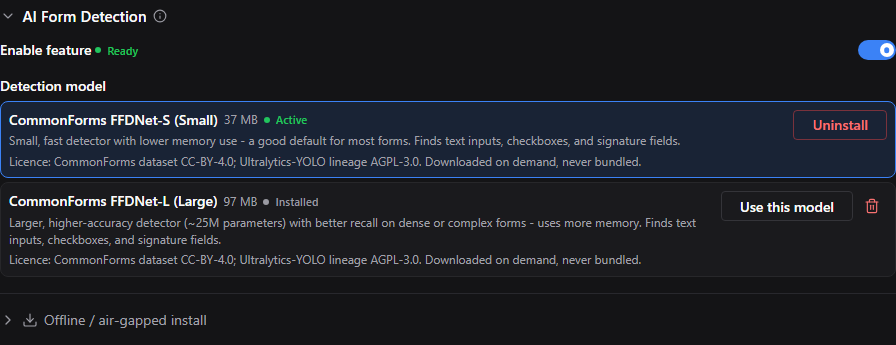 AI Form Detection
Enable feature Ready
Detection model
CommonForms FFDNet-S (Small) 37 MB Active
Uninstall
Small, fast detector with lower memory use - a good default for most forms. Finds text inputs, checkboxes, and signature fields.
Licence: CommonForms dataset CC-BY-4.0; Ultralytics-YOLO lineage AGPL-3.0. Downloaded on demand, never bundled.
CommonForms FFDNet-L (Large) 97 MB Installed
Use this model
Larger, higher-accuracy detector (~25M parameters) with better recall on dense or complex forms - uses more memory. Finds text
inputs, checkboxes, and signature fields.
Licence: CommonForms dataset CC-BY-4.0; Ultralytics-YOLO lineage AGPL-3.0. Downloaded on demand, never bundled.
Offline / air-gapped install